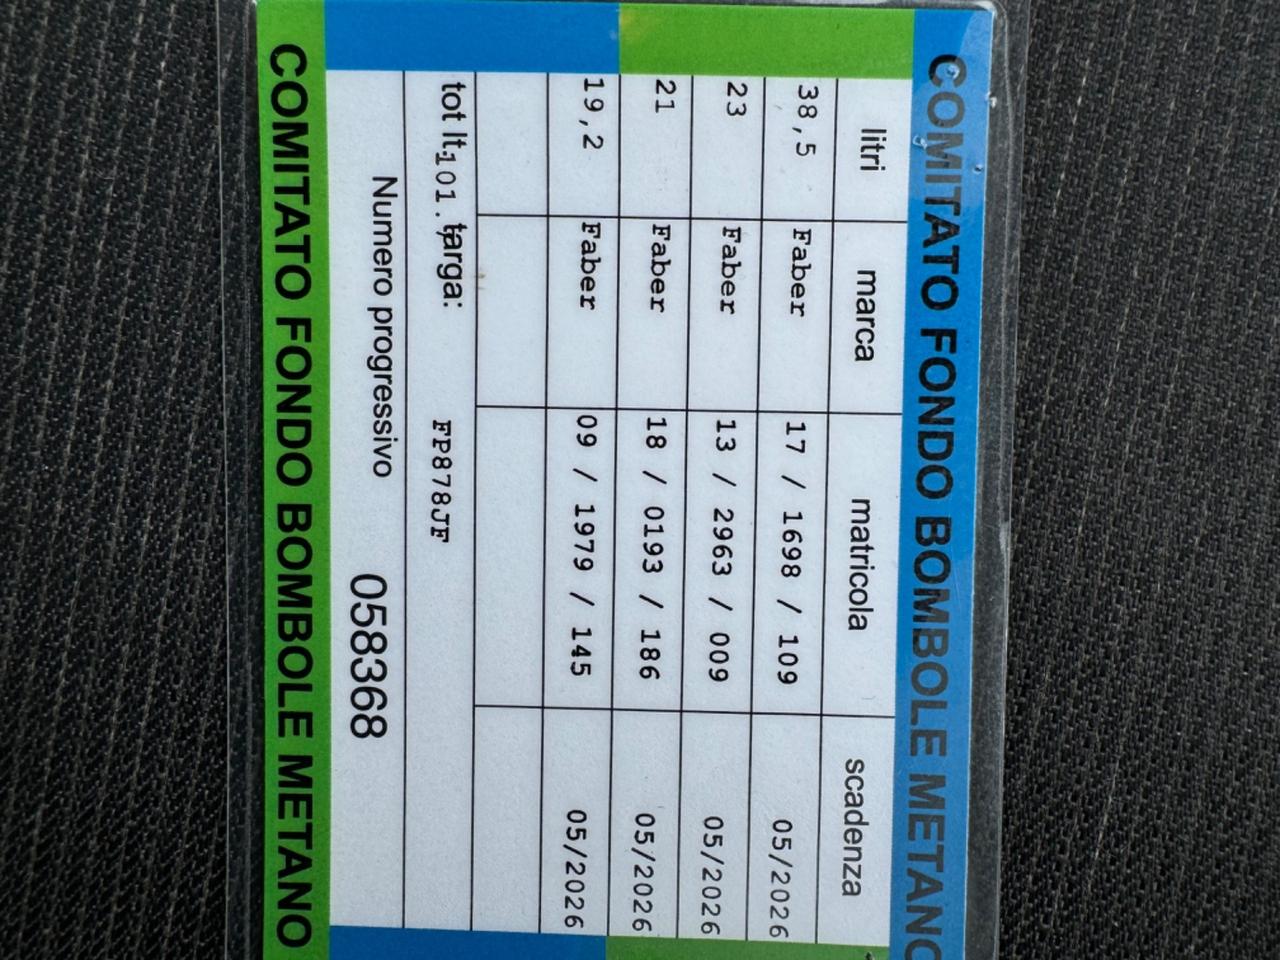 COMITATO FONDO BOMBOLE METANO
litri marca matricola scadenza
38,5 Faber 17 / 1698 / 109 05/2026
23 Faber 13 / 2963 / 009 05/2026
21 Faber 18 / 0193 / 186 05/2026
19,2 Faber 09 / 1979 / 145 05/2026
tot lt. 101. targa: FP878JF
Numero progressivo 058368
COMITATO FONDO BOMBOLE METANO